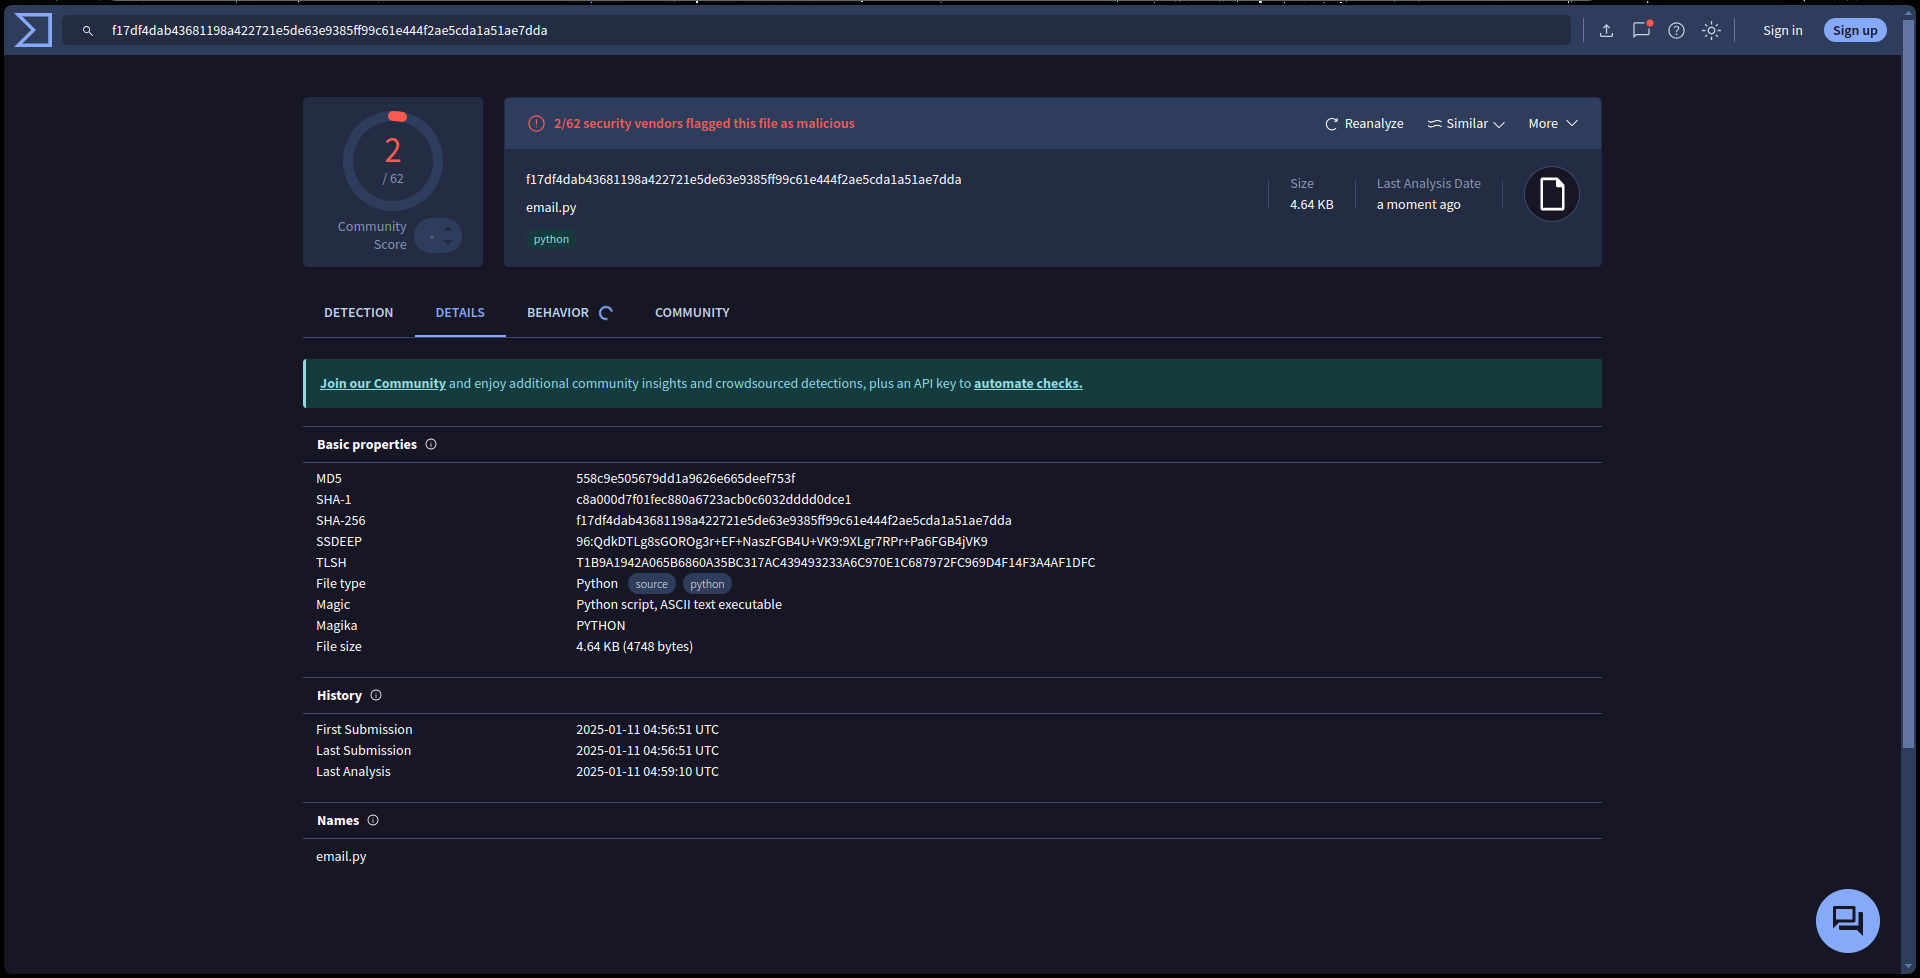 f17df4dab43681198a422721e5de63e9385ff99c61e444f2ae5cda1a51ae7dda
Sign in
Sign up
2
/ 62
Community
Score
2/62 security vendors flagged this file as malicious
Reanalyze
Similar
More
f17df4dab43681198a422721e5de63e9385ff99c61e444f2ae5cda1a51ae7dda
email.py
python
Size
4.64 KB
Last Analysis Date
a moment ago
DETECTION
DETAILS
BEHAVIOR
COMMUNITY
Join our Community and enjoy additional community insights and crowdsourced detections, plus an API key to automate checks.
Basic properties
MD5 558c9e505679dd1a9626e665deef753f
SHA-1 c8a000d7f01fec880a6723acb0c6032dddd0dce1
SHA-256 f17df4dab43681198a422721e5de63e9385ff99c61e444f2ae5cda1a51ae7dda
SSDEEP 96:QdkDTLg8sGOROg3r+EF+NaszFGB4U+VK9:9XLgr7RPr+Pa6FGB4jVK9
TLSH T1B9A1942A065B6860A35BC317AC439493233A6C970E1C687972FC969D4F14F3A4AF1DFC
File type Python source python
Magic Python script, ASCII text executable
Magika PYTHON
File size 4.64 KB (4748 bytes)
History
First Submission 2025-01-11 04:56:51 UTC
Last Submission 2025-01-11 04:56:51 UTC
Last Analysis 2025-01-11 04:59:10 UTC
Names
email.py